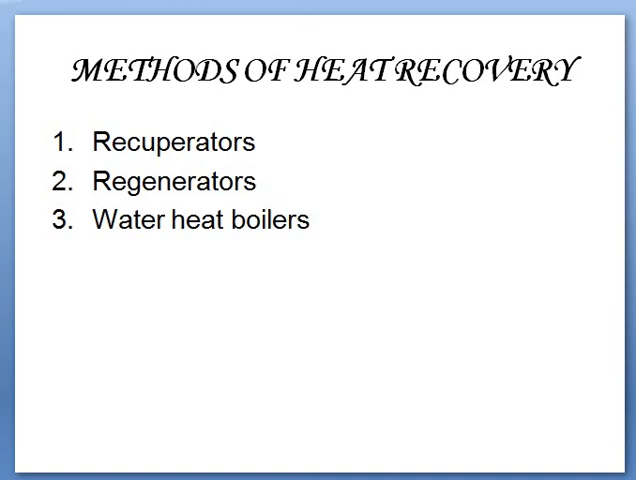 METHODS OF HEAT RECOVERY
1. Recuperators
2. Regenerators
3. Water heat boilers